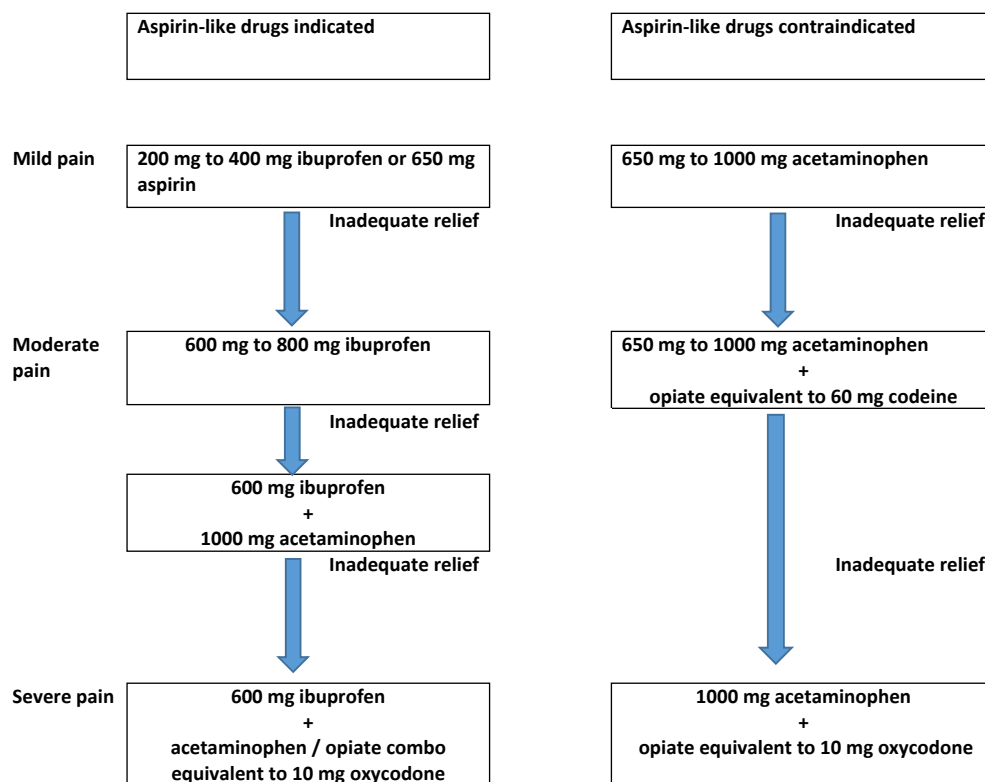 Aspirin-like drugs indicated
Aspirin-like drugs contraindicated
Mild pain
200 mg to 400 mg ibuprofen or 650 mg
aspirin
650 mg to 1000 mg acetaminophen
Inadequate relief
Inadequate relief
Moderate
pain
600 mg to 800 mg ibuprofen
650 mg to 1000 mg acetaminophen
+
opiate equivalent to 60 mg codeine
Inadequate relief
600 mg ibuprofen
+
1000 mg acetaminophen
Inadequate relief
Inadequate relief
Severe pain
600 mg ibuprofen
+
acetaminophen / opiate combo
equivalent to 10 mg oxycodone
1000 mg acetaminophen
+
opiate equivalent to 10 mg oxycodone